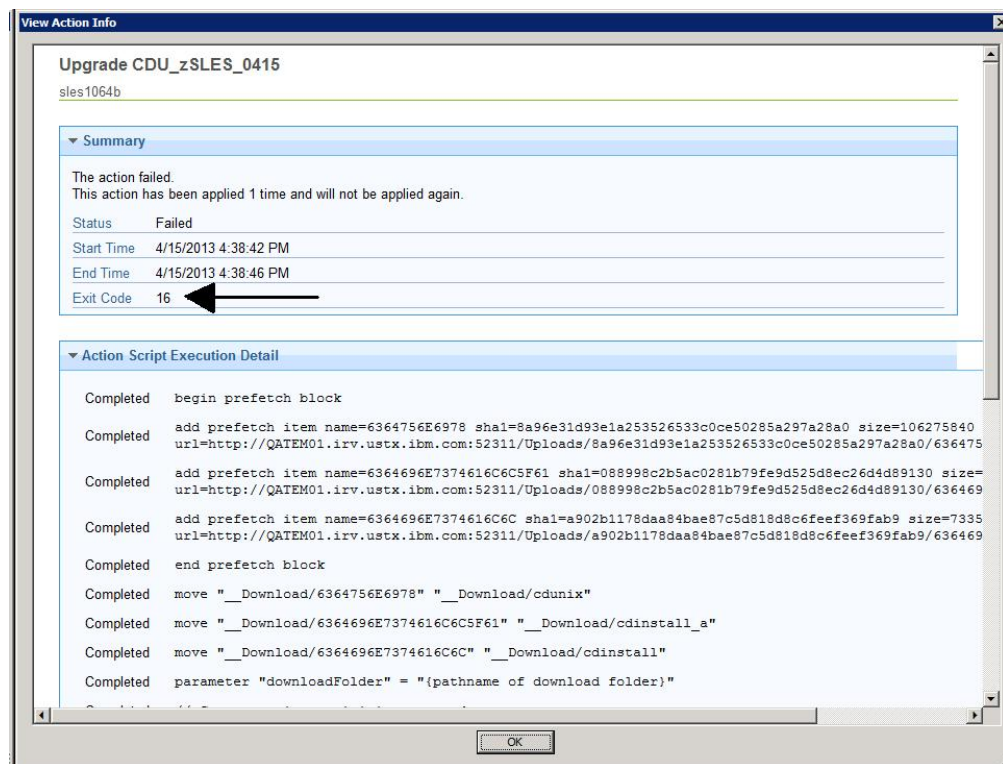 View Action Info
Upgrade CDU_zSLES_0415
sles1064b
Summary
The action failed.
This action has been applied 1 time and will not be applied again.
Status Failed
Start Time 4/15/2013 4:38:42 PM
End Time 4/15/2013 4:38:46 PM
Exit Code 16
Action Script Execution Detail
Completed begin prefetch block
Completed add prefetch item name=6364756E6978 sha1=8a96e31d93e1a253526533c0ce50285a297a28a0 size=106275840
url=http://QATEM01.irv.ustx.ibm.com:52311/Uploads/8a96e31d93e1a253526533c0ce50285a297a28a0/636475
Completed add prefetch item name=6364696E7374616C6C5F61 sha1=088998c2b5ac0281b79fe9d525d8ec26d4d89130 size=
url=http://QATEM01.irv.ustx.ibm.com:52311/Uploads/088998c2b5ac0281b79fe9d525d8ec26d4d89130/636469
Completed add prefetch item name=6364696E7374616C6C sha1=a902b1178daa84bae87c5d818d8c6feef369fab9 size=7335
url=http://QATEM01.irv.ustx.ibm.com:52311/Uploads/a902b1178daa84bae87c5d818d8c6feef369fab9/636469
Completed end prefetch block
Completed move "__Download/6364756E6978" "__Download/cdunix"
Completed move "__Download/6364696E7374616C6C5F61" "__Download/cdinstall_a"
Completed move "__Download/6364696E7374616C6C" "__Download/cdinstall"
Completed parameter "downloadFolder" = "{pathname of download folder}"
OK